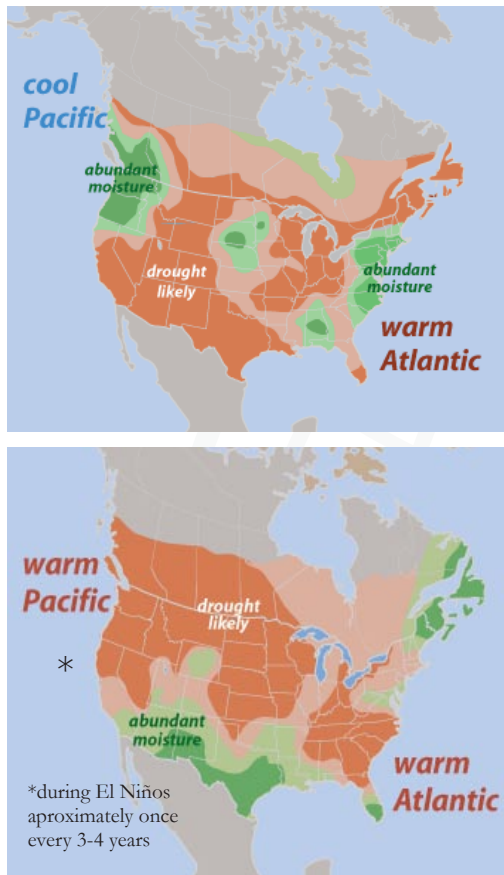 cool
Pacific
abundant
moisture
drought
likely
abundant
moisture
warm
Atlantic
warm
Pacific
drought
likely
*
abundant
moisture
warm
Atlantic
*during El Niños
aproximately once
every 3-4 years